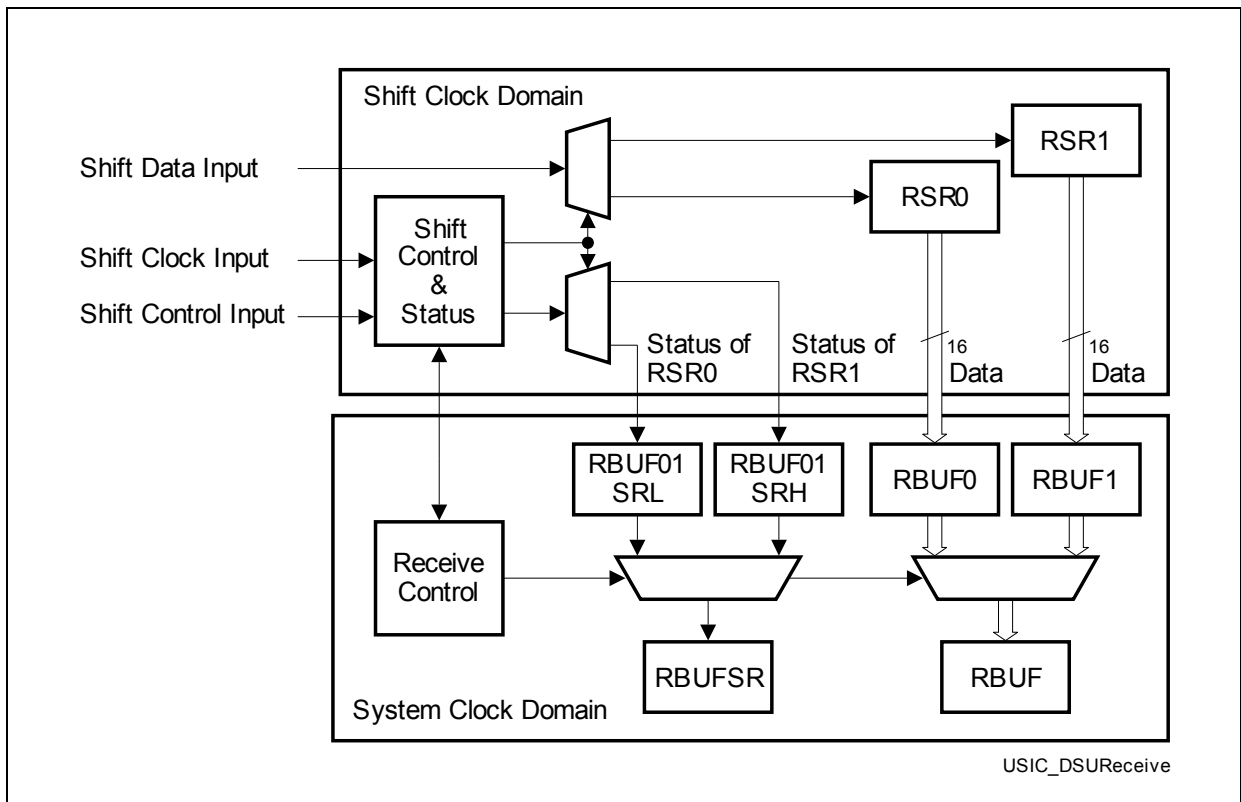 Shift Clock Domain
RSR1
Shift Data Input
RSR0
Shift
Control
&
Status
Shift Clock Input
Shift Control Input
Status of
RSR0
Status of
RSR1
16
Data
16
Data
RBUF01
SRL
RBUF01
SRH
RBUF0
RBUF1
Receive
Control
RBUFSR
RBUF
System Clock Domain
USIC_DSUReceive